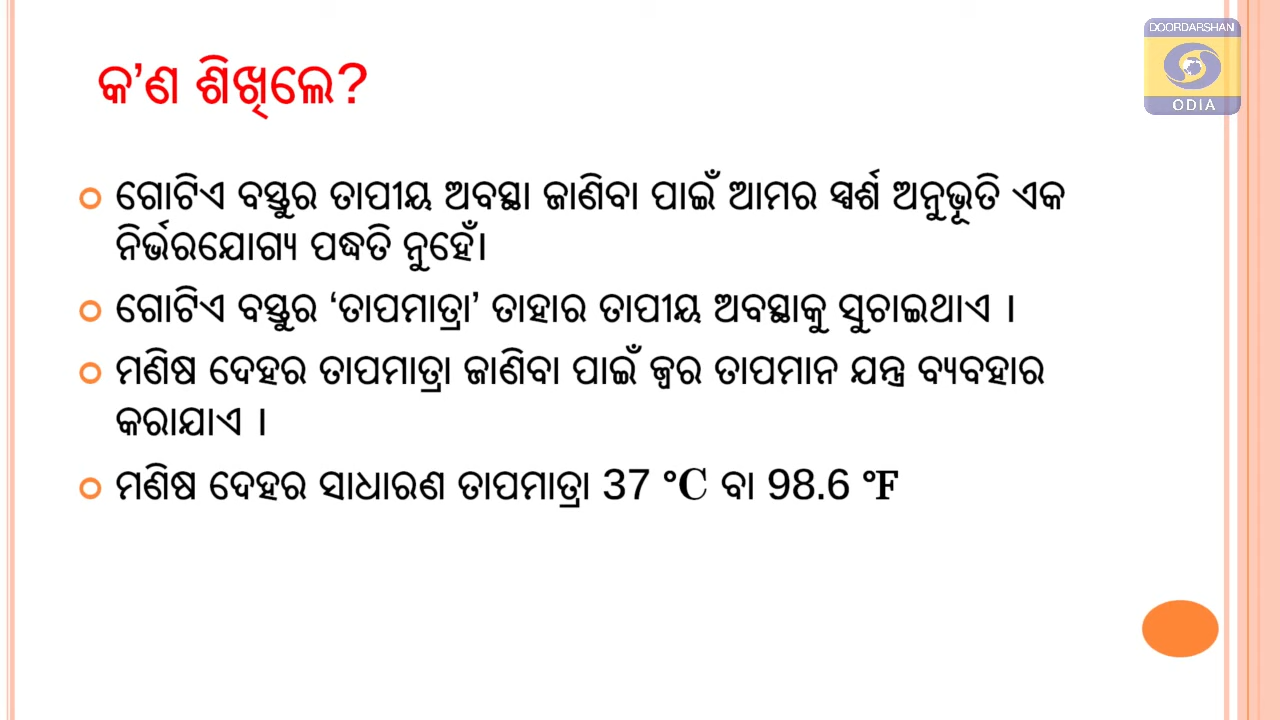 DOORDARSHAN
ODIA
କ’ଣ ଶିଖିଲେ?
ଗୋଟିଏ ବସ୍ତୁର ତାପୀୟ ଅବସ୍ଥା ଜାଣିବା ପାଇଁ ଆମର ସ୍ପର୍ଶ ଅନୁଭୂତି ଏକ
ନିର୍ଭରଯୋଗ୍ୟ ପଦ୍ଧତି ନୁହେଁ।
ଗୋଟିଏ ବସ୍ତୁର ‘ତାପମାତ୍ରା’ ତାହାର ତାପୀୟ ଅବସ୍ଥାକୁ ସୁଚାଇଥାଏ ।
ମଣିଷ ଦେହର ତାପମାତ୍ରା ଜାଣିବା ପାଇଁ ଜ୍ୱର ତାପମାନ ଯନ୍ତ୍ର ବ୍ୟବହାର
କରାଯାଏ ।
ମଣିଷ ଦେହର ସାଧାରଣ ତାପମାତ୍ରା 37 °C ବା 98.6 °F